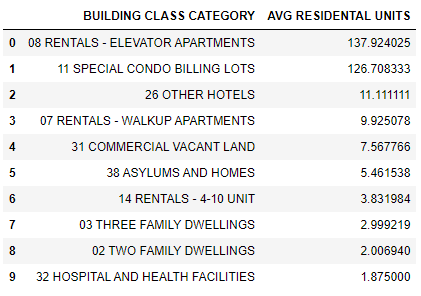 BUILDING CLASS CATEGORY AVG RESIDENTAL UNITS
0 08 RENTALS - ELEVATOR APARTMENTS 137.924025
1 11 SPECIAL CONDO BILLING LOTS 126.708333
2 26 OTHER HOTELS 11.111111
3 07 RENTALS - WALKUP APARTMENTS 9.925078
4 31 COMMERCIAL VACANT LAND 7.567766
5 38 ASYLUMS AND HOMES 5.461538
6 14 RENTALS - 4-10 UNIT 3.831984
7 03 THREE FAMILY DWELLINGS 2.999219
8 02 TWO FAMILY DWELLINGS 2.006940
9 32 HOSPITAL AND HEALTH FACILITIES 1.875000